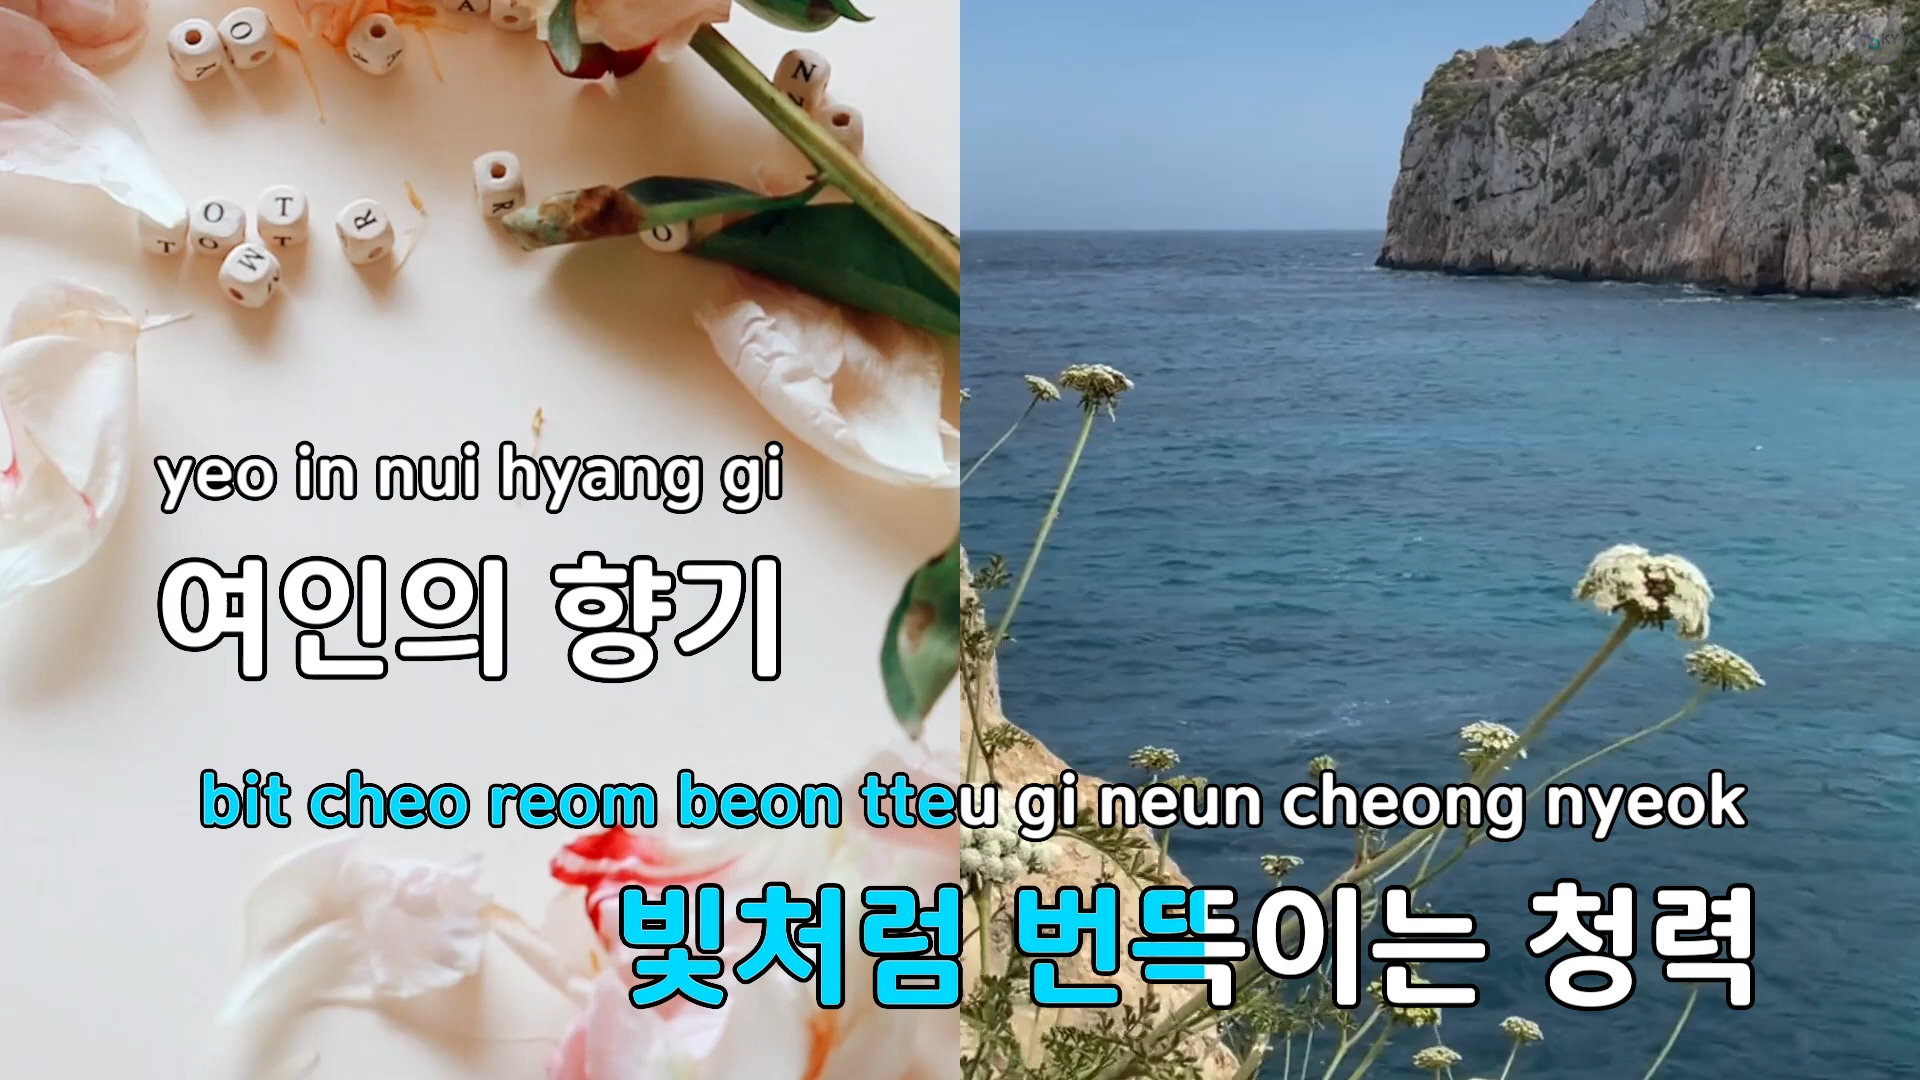 yeo in nui hyang gi
여인의 향기
bit cheo reom beon tteu gi neun cheong nyeok
빛처럼 번뜩이는 청력
KY